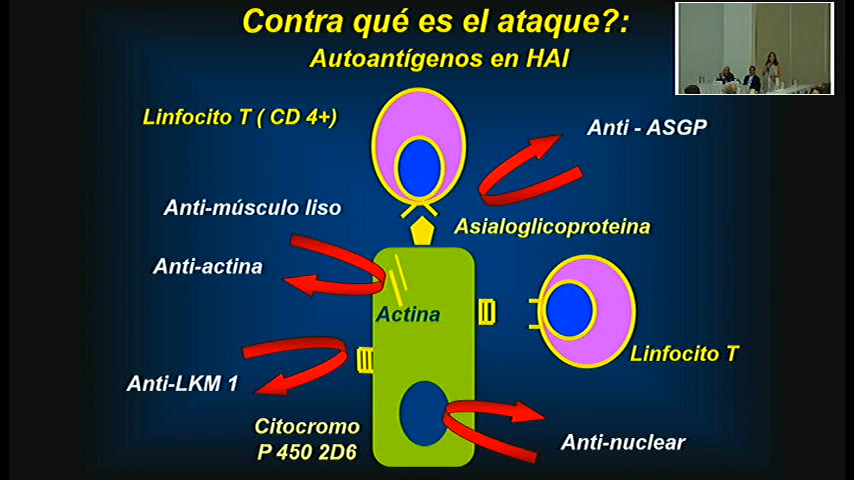 Contra qué es el ataque?:
Autoantígenos en HAI
Linfocito T ( CD 4+)
Anti - ASGP
Anti-músculo liso
Asialoglicoproteina
Anti-actina
Actina
Linfocito T
Anti-LKM 1
Citocromo
P 450 2D6
Anti-nuclear